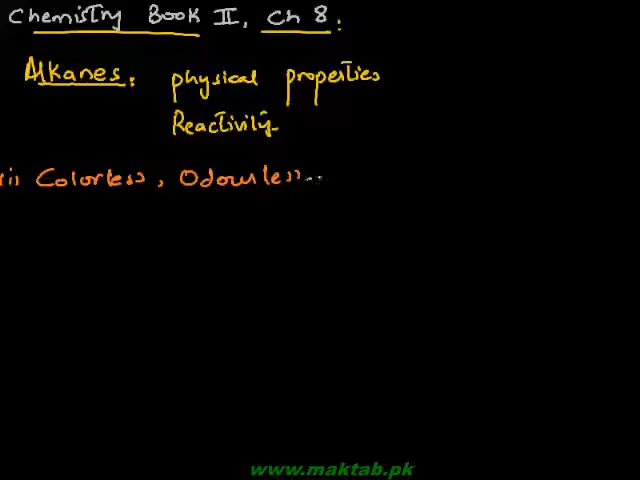 Chemistry Book II, Ch 8:
Alkanes: physical properties
Reactivity
Colorless, Odourless
www.maktab.pk